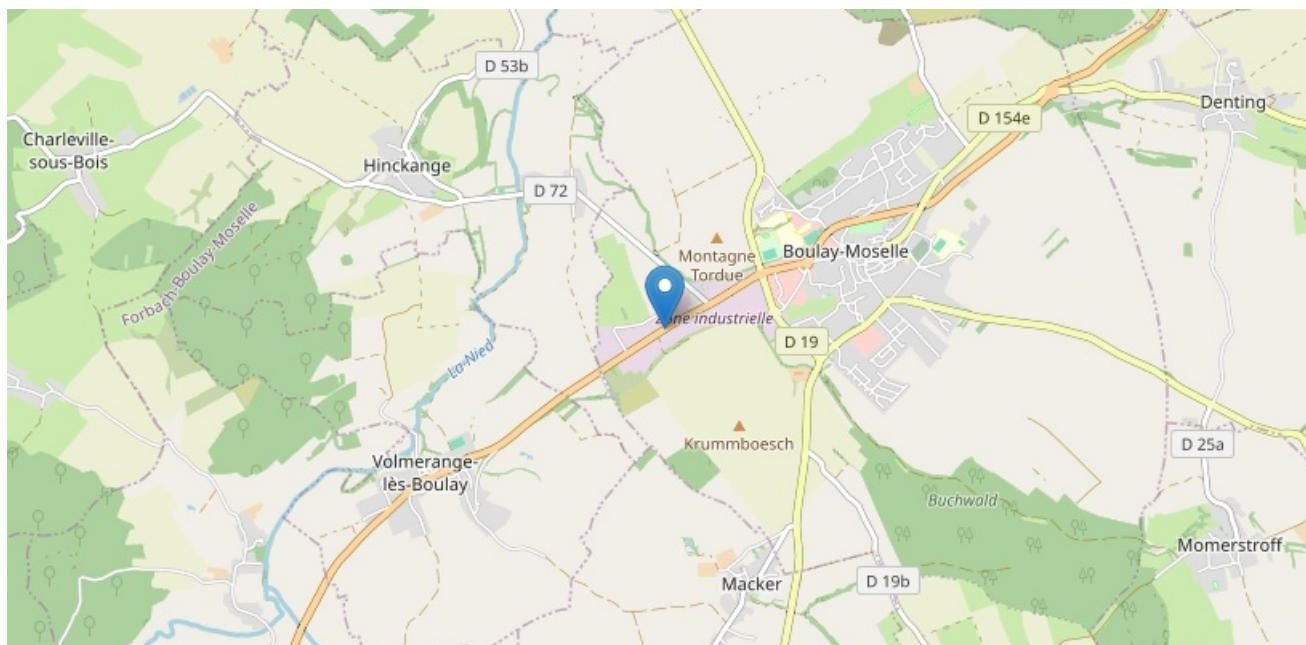 D 53b
Denting
D 154e
Charleville-
sous-Bois
Hinckange
D 72
Montagne
Tordue
Boulay-Moselle
Forbach-Boulay-Moselle
Zone industrielle
D 19
La Nied
Krummboesch
D 25a
Volmerange-
lès-Boulay
Buchwald
Momerstroff
Macker
D 19b